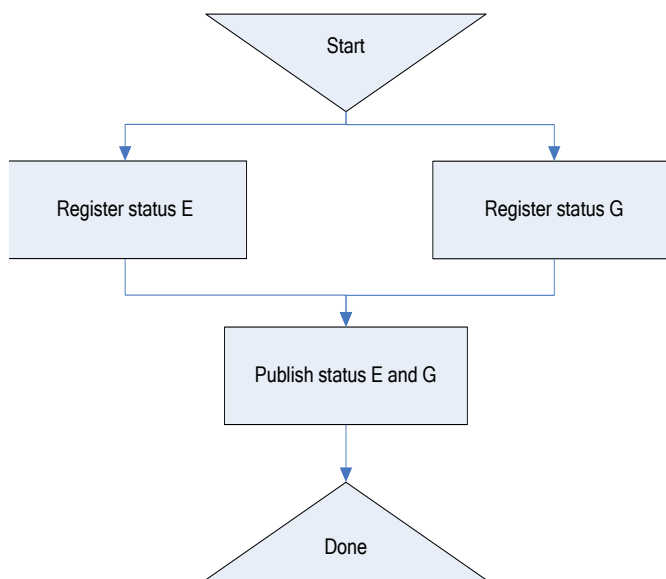 Start
Register status E
Register status G
Publish status E and G
Done